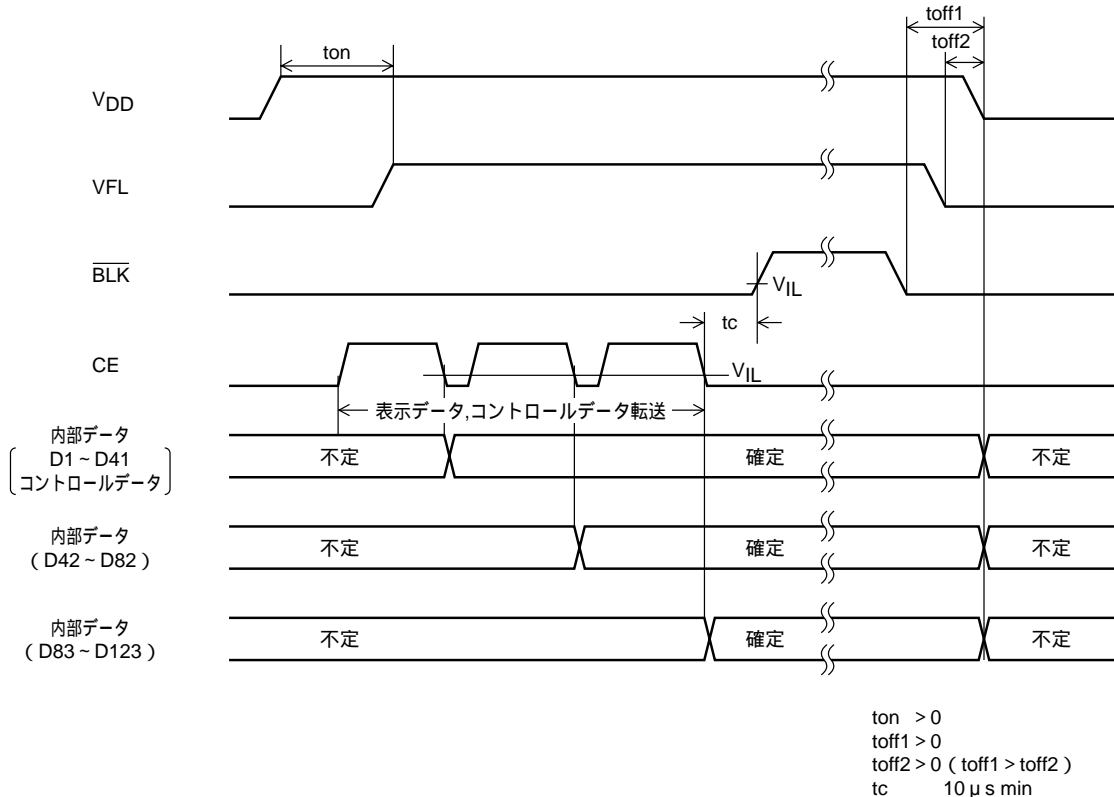 toff1
toff2
ton
VDD
VFL
BLK
VIL
tc
CE
VIL
表示データ,コントロールデータ転送
内部データ
D1 ~ D41
コントロールデータ
不定
確定
不定
内部データ
( D42 ~ D82 )
不定
確定
不定
内部データ
( D83 ~ D123 )
不定
確定
不定
ton > 0
toff1 > 0
toff2 > 0 ( toff1 > toff2 )
tc 10 μ s min